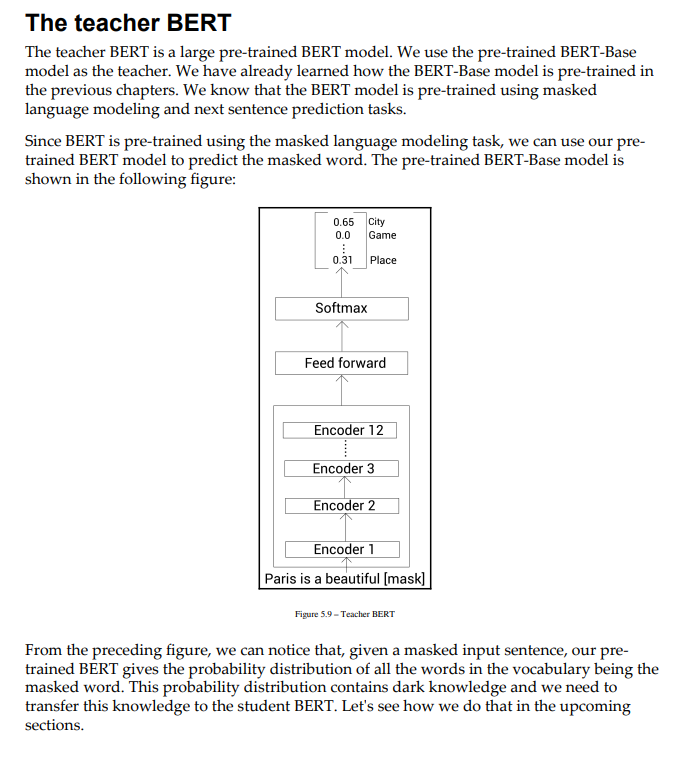 The teacher BERT
The teacher BERT is a large pre-trained BERT model. We use the pre-trained BERT-Base
model as the teacher. We have already learned how the BERT-Base model is pre-trained in
the previous chapters. We know that the BERT model is pre-trained using masked
language modeling and next sentence prediction tasks.
Since BERT is pre-trained using the masked language modeling task, we can use our pre-
trained BERT model to predict the masked word. The pre-trained BERT-Base model is
shown in the following figure:
0.65 City
0.0 Game
0.31 Place
Softmax
Feed forward
Encoder 12
Encoder 3
Encoder 2
Encoder 1
Paris is a beautiful [mask]
Figure 5.9 – Teacher BERT
From the preceding figure, we can notice that, given a masked input sentence, our pre-
trained BERT gives the probability distribution of all the words in the vocabulary being the
masked word. This probability distribution contains dark knowledge and we need to
transfer this knowledge to the student BERT. Let's see how we do that in the upcoming
sections.